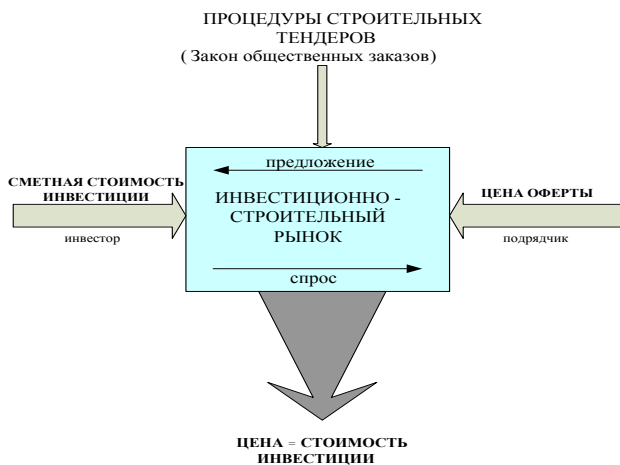 ПРОЦЕДУРЫ СТРОИТЕЛЬНЫХ
ТЕНДЕРОВ
( Закон общественных заказов)
предложение
СМЕТНАЯ СТОИМОСТЬ
ИНВЕСТИЦИИ
инвестор
ИНВЕСТИЦИОННО -
СТРОИТЕЛЬНЫЙ
РЫНОК
ЦЕНА ОФЕРТЫ
подрядчик
спрос
ЦЕНА = СТОИМОСТЬ
ИНВЕСТИЦИИ